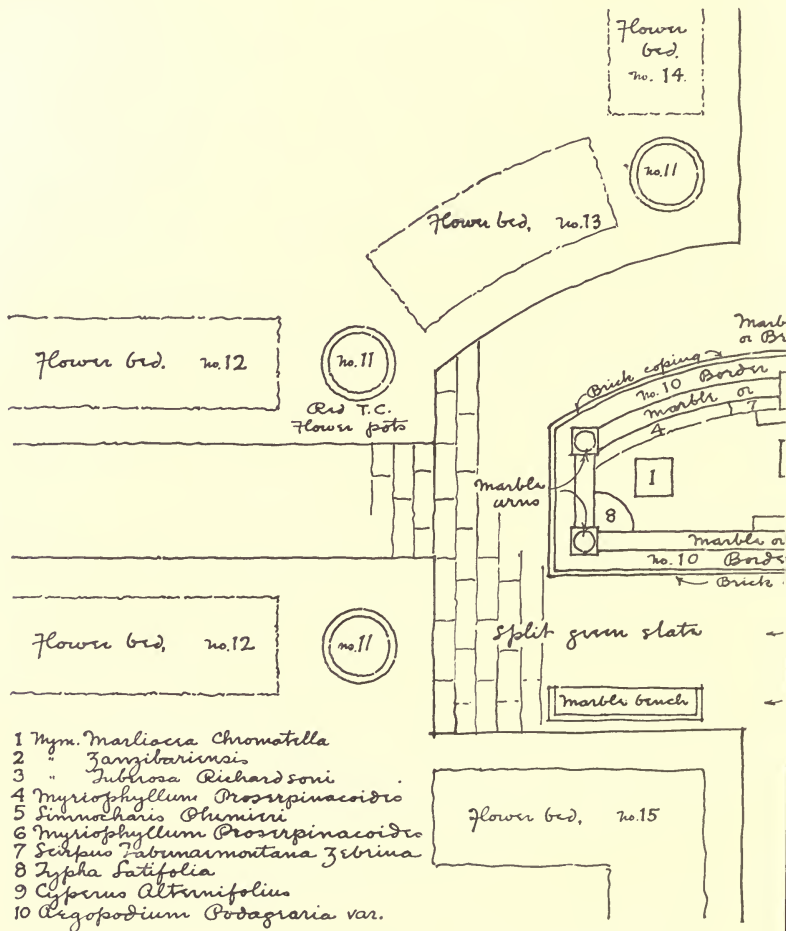 Flower
bed.
no. 14.
no. 11
Flower bed, no. 13
Flower bed. no. 12
no. 11
Red T.C.
Flower pots
Marb
or Br
Brick coping
no. 10 Border
marble or
7
4
1
marble
urns
8
marble or
no. 10 Borde
Brick
Split green slate
Flower bed, no. 12
no. 11
Marble bench
1 Nym. Marliacea Chromatella
2 " Zanzibariensis
3 " Tuberosa Richardsoni
4 Myriophyllum Proserpinacoides
5 Limnocharis Plumieri
6 Myriophyllum Proserpinacoides
7 Scirpus Tabernaemontana Zebrina
8 Typha Latifolia
9 Cyperus Alternifolius
10 Aegopodium Podagraria var.
Flower bed, no. 15